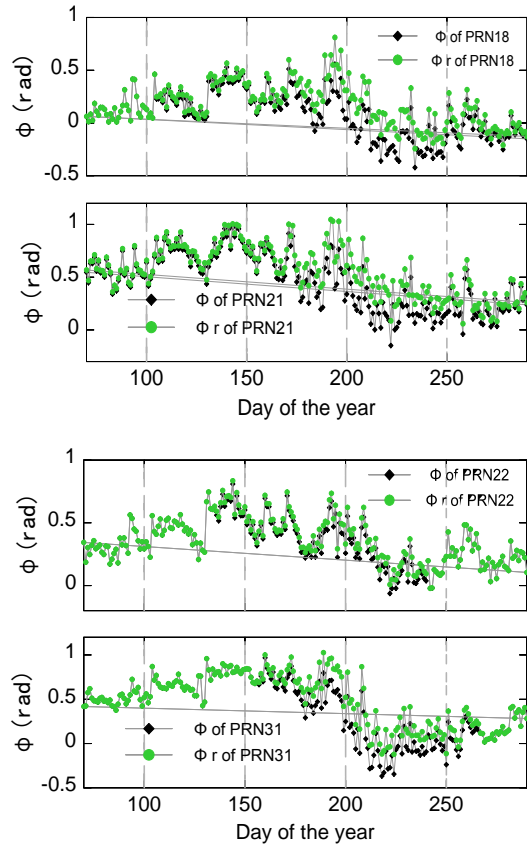 1
0.5
0
-0.5
Φ (rad)
Φ of PRN18
Φ r of PRN18
1
0.5
0
Φ (rad)
Φ of PRN21
Φ r of PRN21
100 150 200 250
Day of the year
1
0.5
0
Φ (rad)
Φ of PRN22
Φ r of PRN22
1
0.5
0
-0.5
Φ (rad)
Φ of PRN31
Φ r of PRN31
100 150 200 250
Day of the year